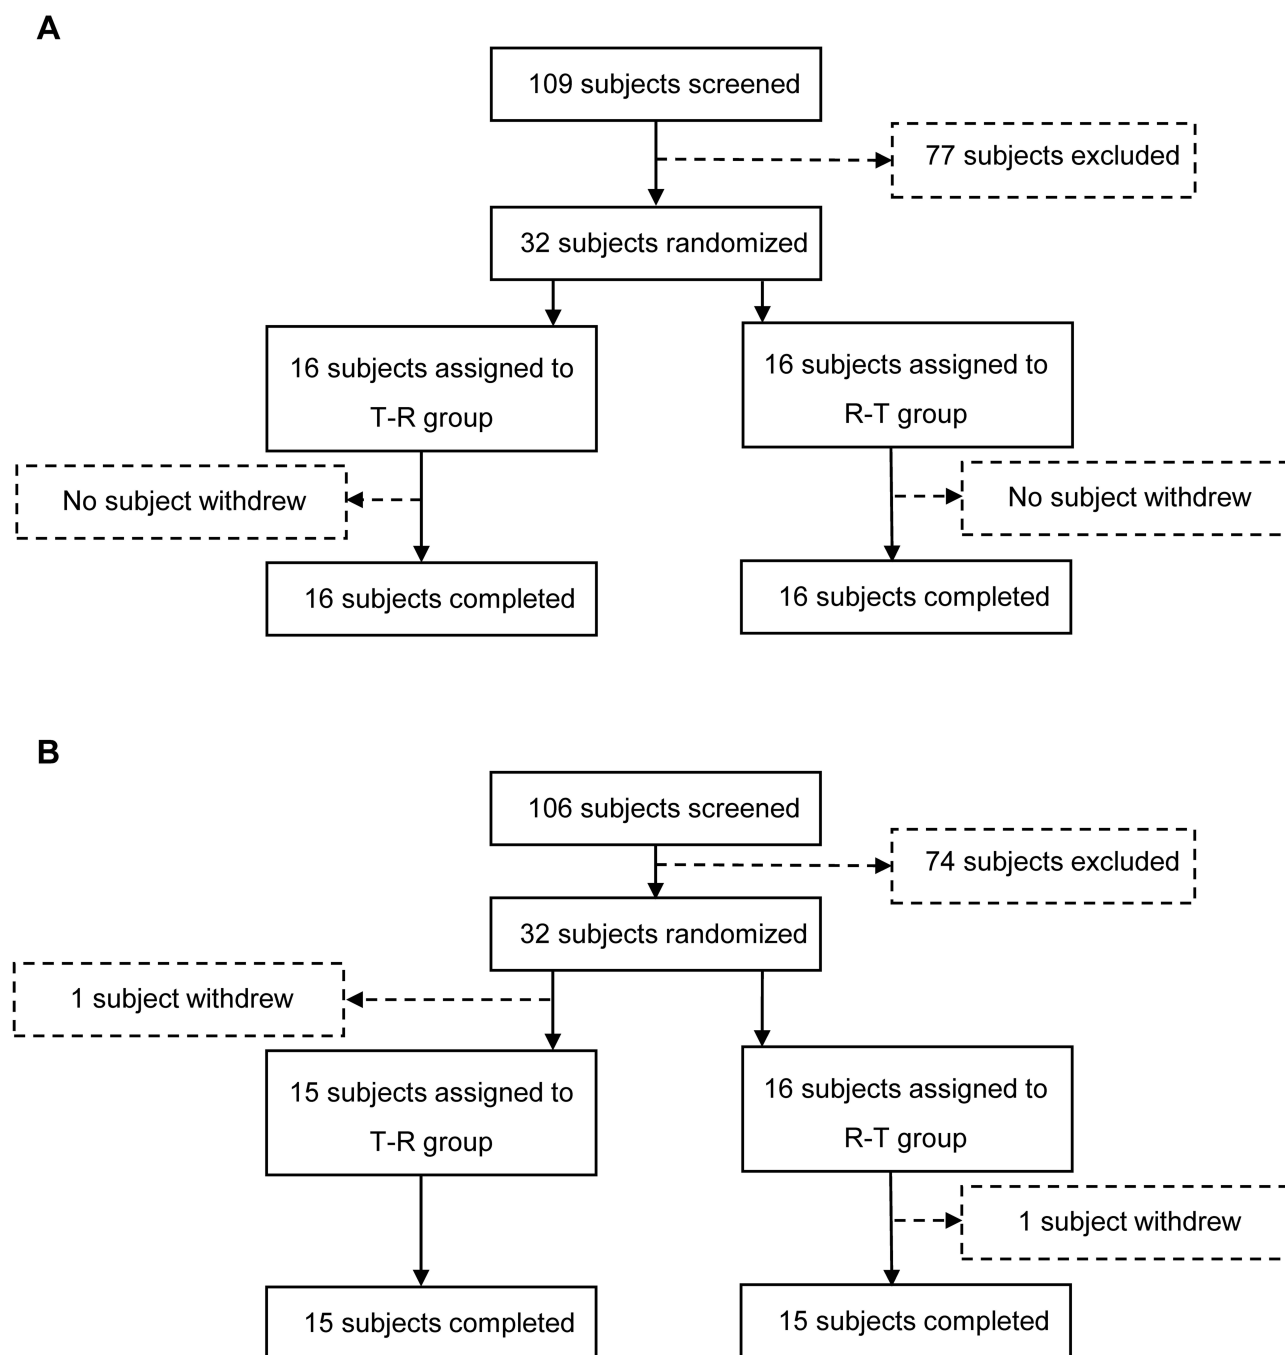 A
109 subjects screened
77 subjects excluded
32 subjects randomized
16 subjects assigned to
T-R group
16 subjects assigned to
R-T group
No subject withdrew
No subject withdrew
16 subjects completed
16 subjects completed
B
106 subjects screened
74 subjects excluded
32 subjects randomized
1 subject withdrew
15 subjects assigned to
T-R group
16 subjects assigned to
R-T group
1 subject withdrew
15 subjects completed
15 subjects completed